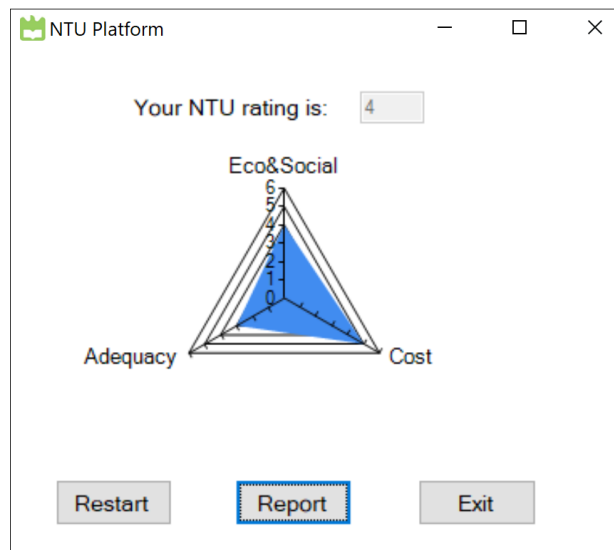 NTU Platform
Your NTU rating is: 4
Eco&Social
6
5
4
3
2
1
0
Adequacy
Cost
Restart Report Exit